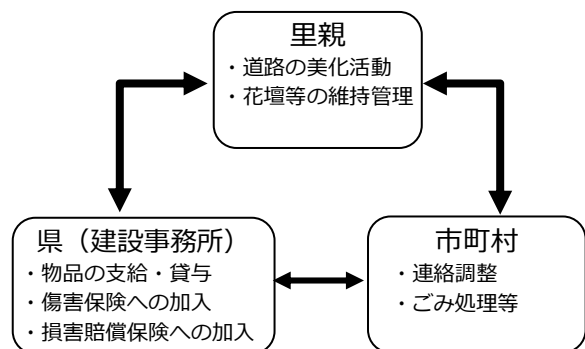 里親
・道路の美化活動
・花壇等の維持管理
県（建設事務所）
・物品の支給・貸与
・傷害保険への加入
・損害賠償保険への加入
市町村
・連絡調整
・ごみ処理等